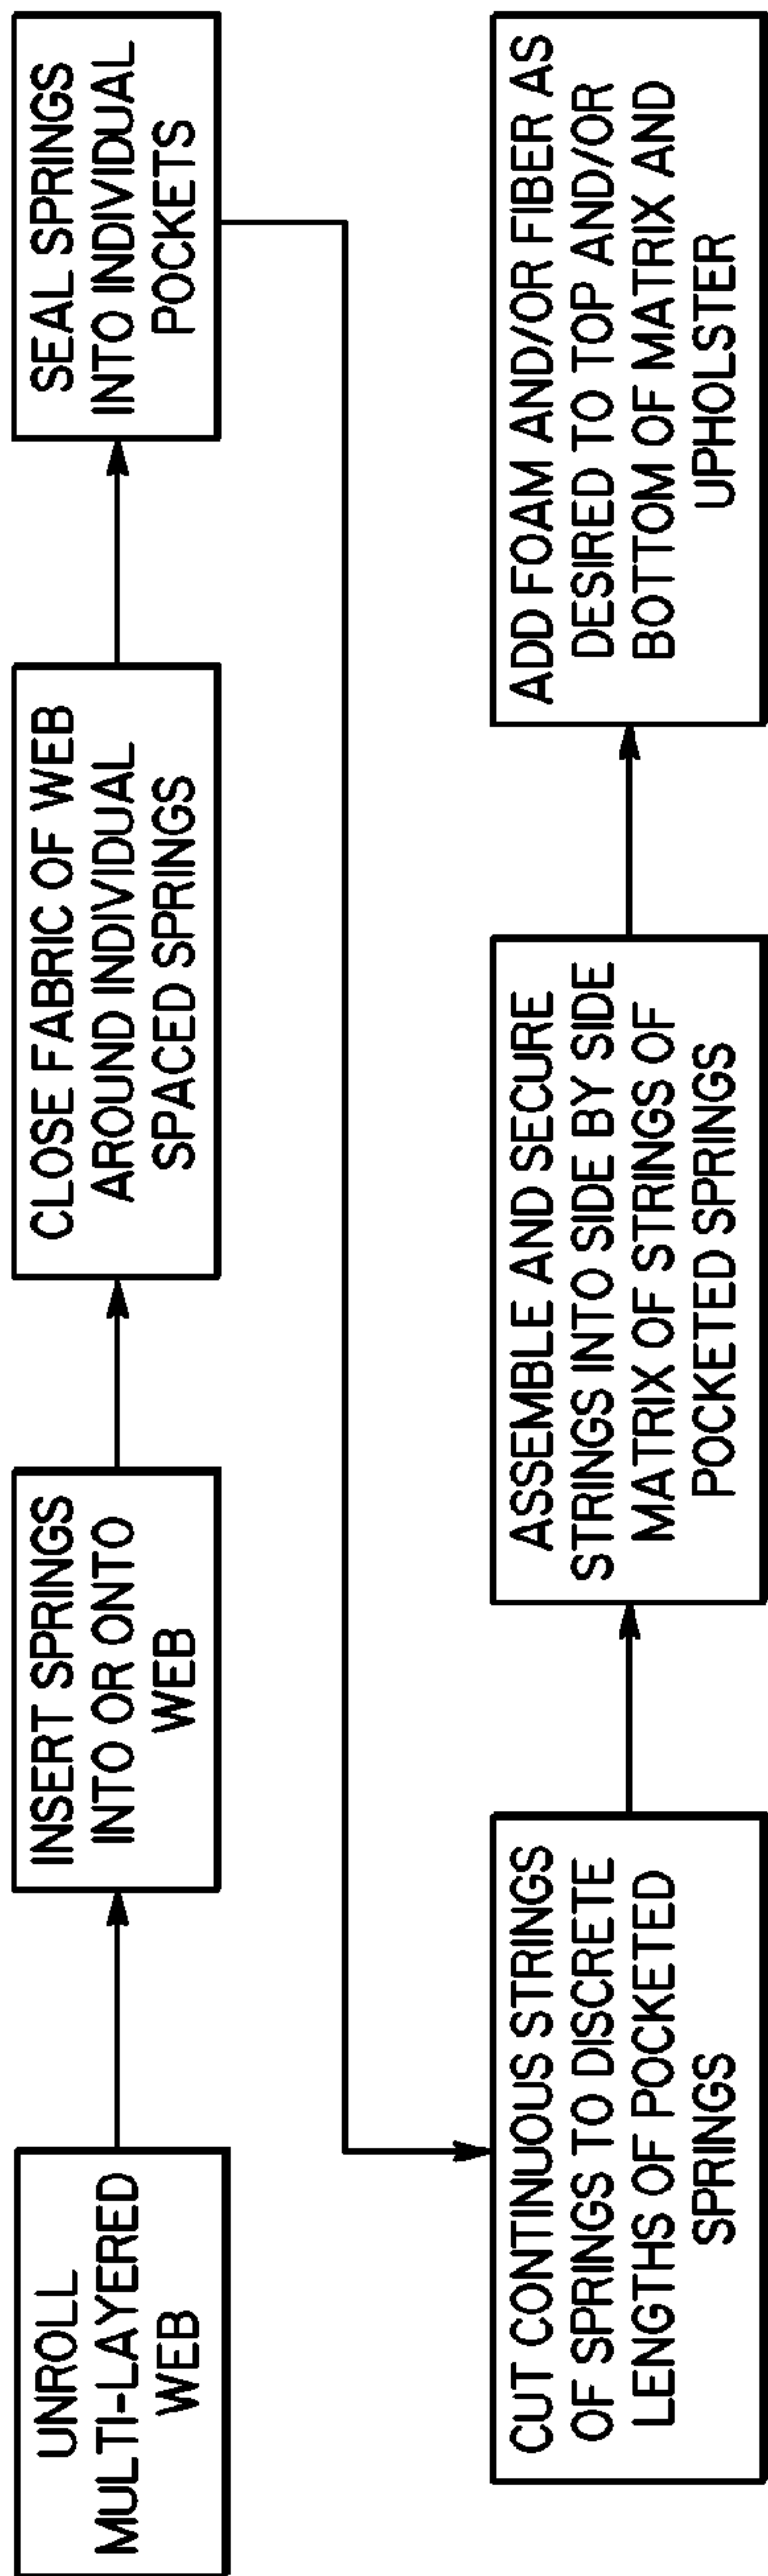 UNROLL
MULTI-LAYERED
WEB
INSERT SPRINGS
INTO OR ONTO
WEB
CLOSE FABRIC OF WEB
AROUND INDIVIDUAL
SPACED SPRINGS
SEAL SPRINGS
INTO INDIVIDUAL
POCKETS
CUT CONTINUOUS STRINGS
OF SPRINGS TO DISCRETE
LENGTHS OF POCKETED
SPRINGS
ASSEMBLE AND SECURE
STRINGS INTO SIDE BY SIDE
MATRIX OF STRINGS OF
POCKETED SPRINGS
ADD FOAM AND/OR FIBER AS
DESIRED TO TOP AND/OR
BOTTOM OF MATRIX AND
UPHOLSTER